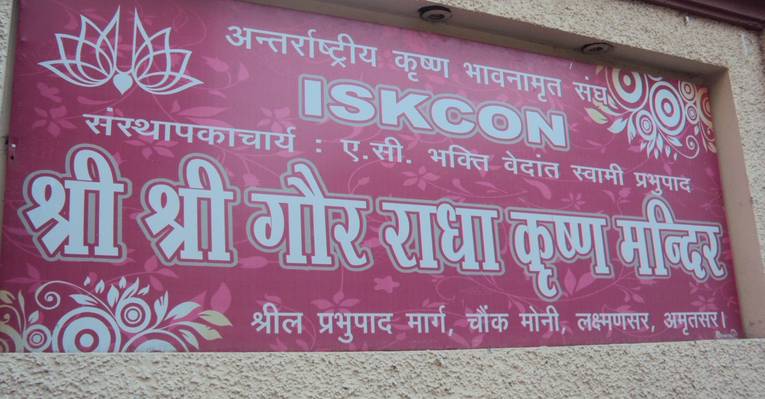 अन्तर्राष्ट्रीय कृष्ण भावनामृत संघ
ISKCON
संस्थापकाचार्य : ए.सी. भक्ति वेदांत स्वामी प्रभुपाद
श्री श्री गौर राधा कृष्ण मन्दिर
श्रील प्रभुपाद मार्ग, चौंक मोनी, लक्ष्मणसर, अमृतसर।